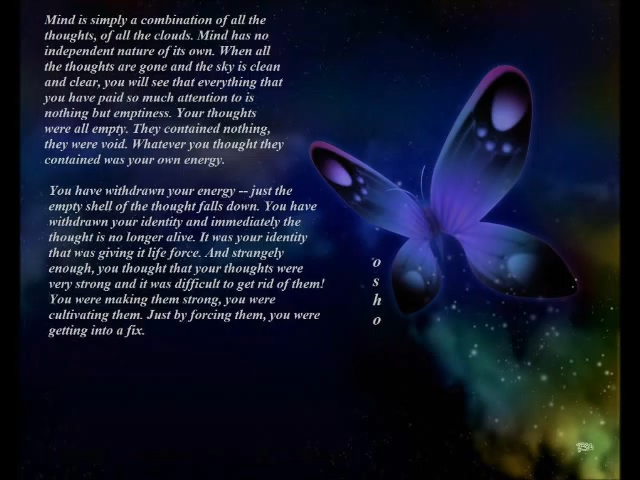 Mind is simply a combination of all the
thoughts, of all the clouds. Mind has no
independent nature of its own. When all
the thoughts are gone and the sky is clean
and clear, you will see that everything that
you have paid so much attention to is
nothing but emptiness. Your thoughts
were all empty. They contained nothing,
they were void. Whatever you thought they
contained was your own energy.
You have withdrawn your energy -- just the
empty shell of the thought falls down. You have
withdrawn your identity and immediately the
thought is no longer alive. It was your identity
that was giving it life force. And strangely
enough, you thought that your thoughts were
very strong and it was difficult to get rid of them!
You were making them strong, you were
cultivating them. Just by forcing them, you were
getting into a fix.
o
s
h
o